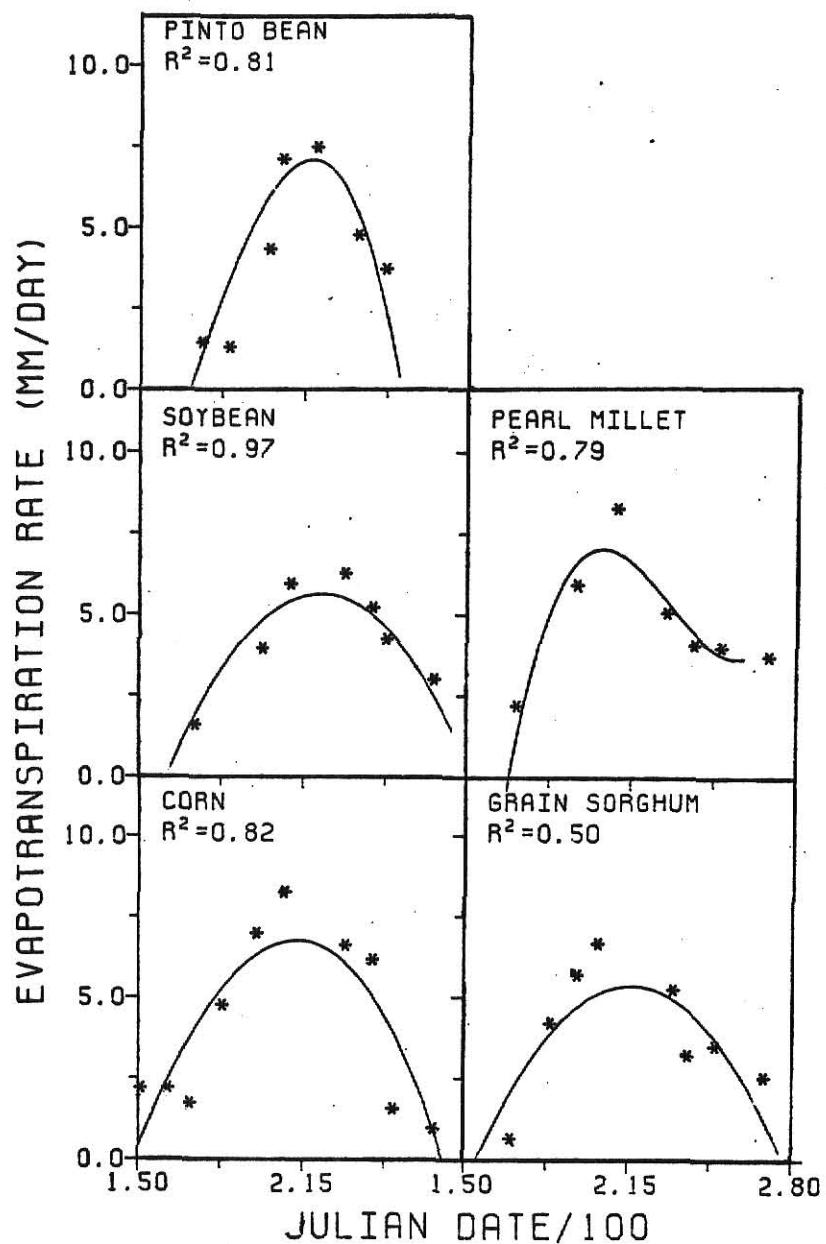 PINTO BEAN
R²=0.81
10.0
5.0
0.0
SOYBEAN
R²=0.97
10.0
5.0
0.0
PEARL MILLET
R²=0.79
CORN
R²=0.82
10.0
5.0
0.0
GRAIN SORGHUM
R²=0.50
1.50 2.15 1.50 2.15 2.80
JULIAN DATE/100
EVAPOTRANSPIRATION RATE (MM/DAY)